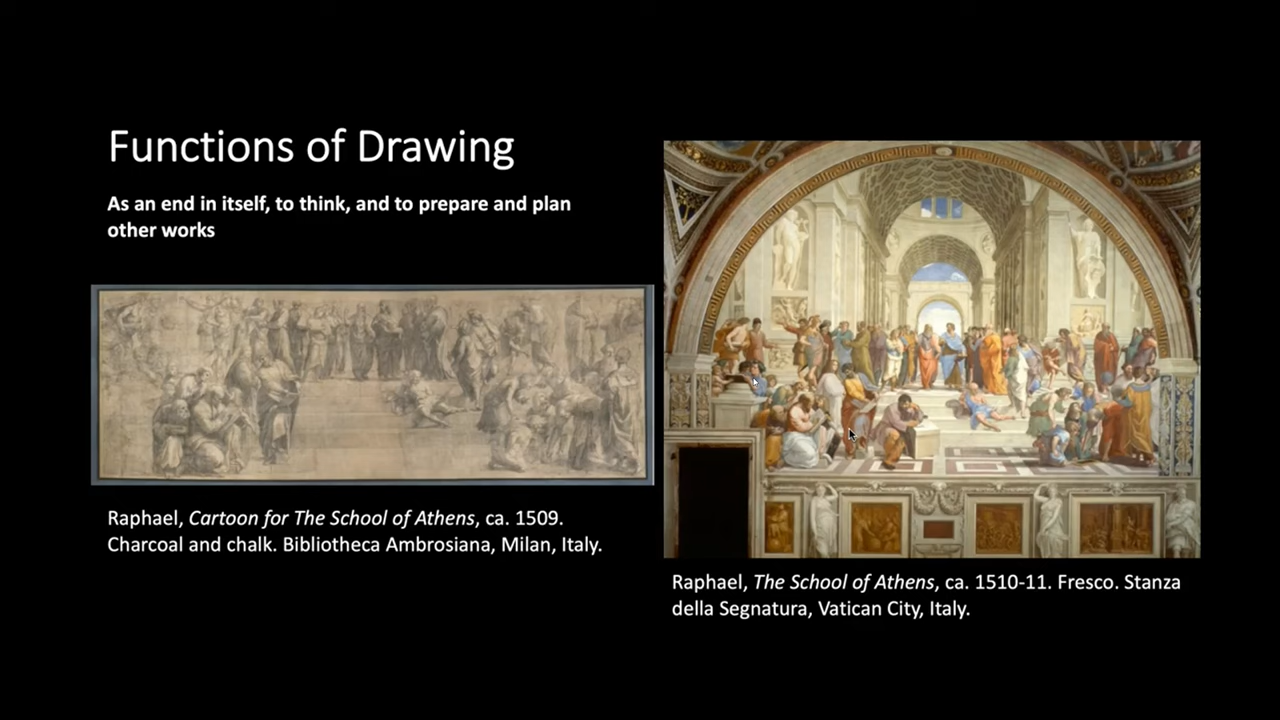 Functions of Drawing
As an end in itself, to think, and to prepare and plan
other works
Raphael, Cartoon for The School of Athens, ca. 1509.
Charcoal and chalk. Bibliotheca Ambrosiana, Milan, Italy.
Raphael, The School of Athens, ca. 1510-11. Fresco. Stanza
della Segnatura, Vatican City, Italy.